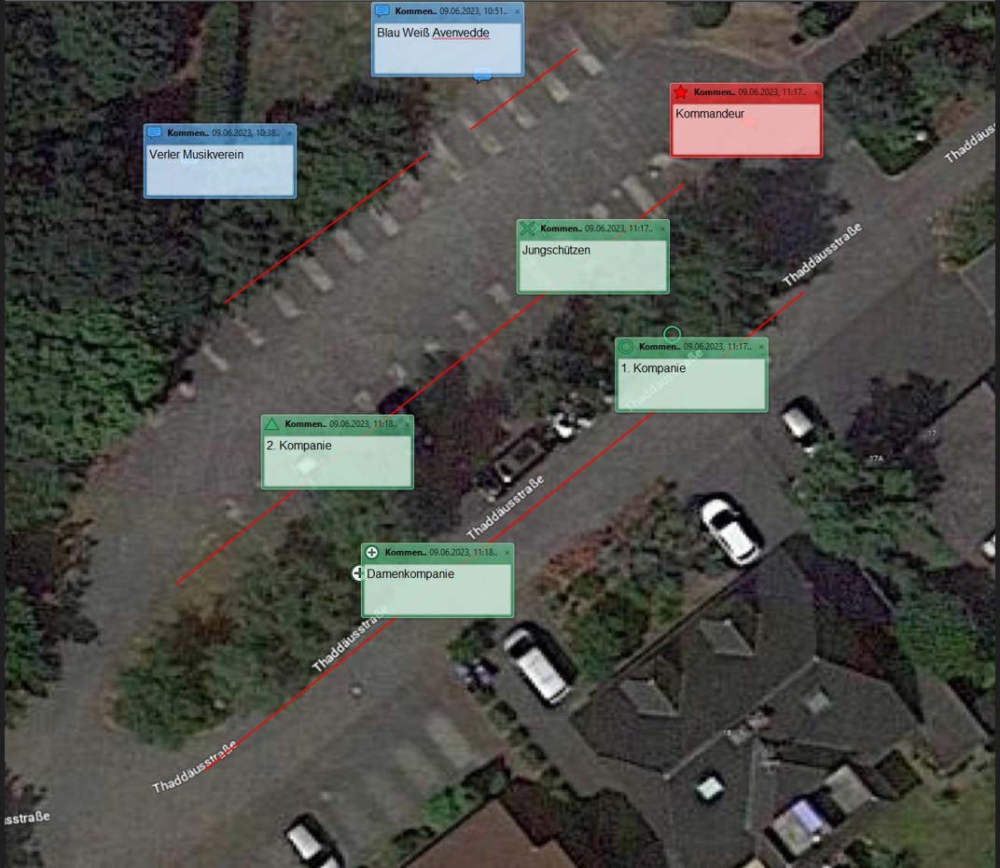 Kommen.. 09.06.2023, 10:51.. ×
Blau Weiß Avenvedde
Kommen.. 09.06.2023, 11:17.. ×
Kommandeur
Kommen.. 09.06.2023, 10:38.. ×
Verler Musikverein
Thaddäuss
Kommen.. 09.06.2023, 11:17.. ×
Jungschützen
Thaddäusstraße
Kommen.. 09.06.2023, 11:17.. ×
1. Kompanie
Thaddäusstraße
Kommen.. 09.06.2023, 11:18.. ×
2. Kompanie
17
17A
Thaddäusstraße
Kommen.. 09.06.2023, 11:18.. ×
Damenkompanie
Thaddäusstraße
18
Thaddäusstraße
usstraße